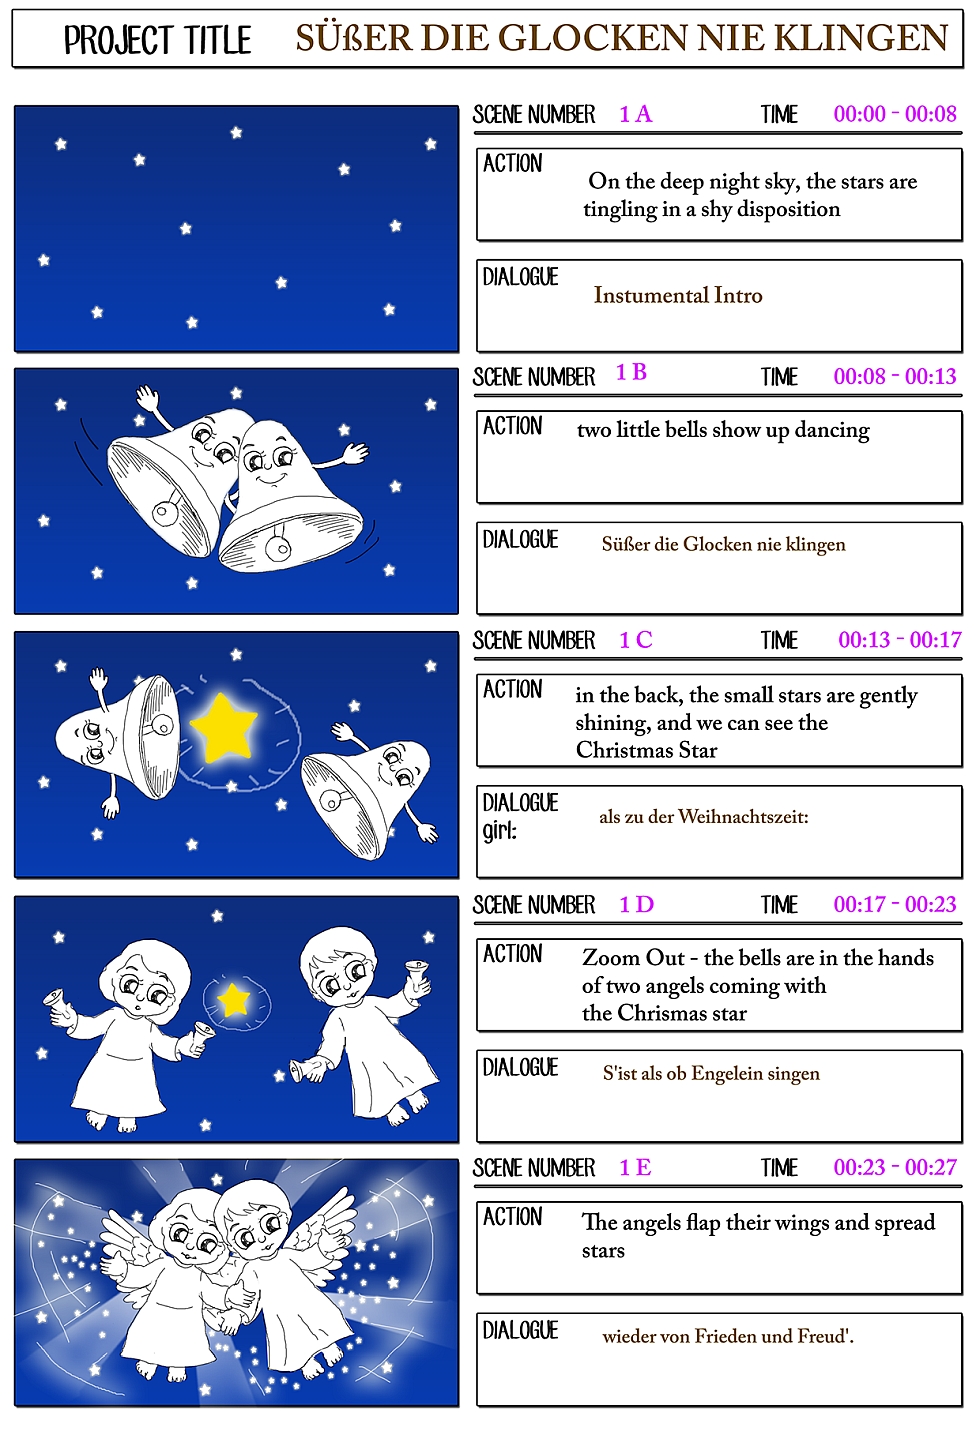 PROJECT TITLE SÜßER DIE GLOCKEN NIE KLINGEN
SCENE NUMBER 1 A TIME 00:00 - 00:08
ACTION
On the deep night sky, the stars are
tingling in a shy disposition
DIALOGUE
Instumental Intro
SCENE NUMBER 1 B TIME 00:08 - 00:13
ACTION
two little bells show up dancing
DIALOGUE
Süßer die Glocken nie klingen
SCENE NUMBER 1 C TIME 00:13 - 00:17
ACTION
in the back, the small stars are gently
shining, and we can see the
Christmas Star
DIALOGUE
girl:
als zu der Weihnachtszeit:
SCENE NUMBER 1 D TIME 00:17 - 00:23
ACTION
Zoom Out - the bells are in the hands
of two angels coming with
the Chrismas star
DIALOGUE
S'ist als ob Engelein singen
SCENE NUMBER 1 E TIME 00:23 - 00:27
ACTION
The angels flap their wings and spread
stars
DIALOGUE
wieder von Frieden und Freud'.